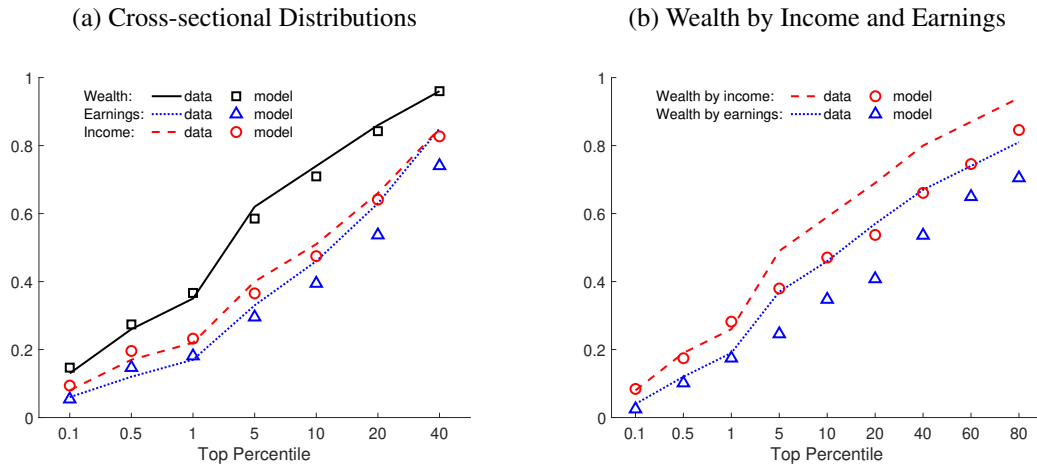 (a) Cross-sectional Distributions
Wealth: data model
Earnings: data model
Income: data model
1
0.8
0.6
0.4
0.2
0
0.1 0.5 1 5 10 20 40
Top Percentile
(b) Wealth by Income and Earnings
Wealth by income: data model
Wealth by earnings: data model
1
0.8
0.6
0.4
0.2
0
0.1 0.5 1 5 10 20 40 60 80
Top Percentile